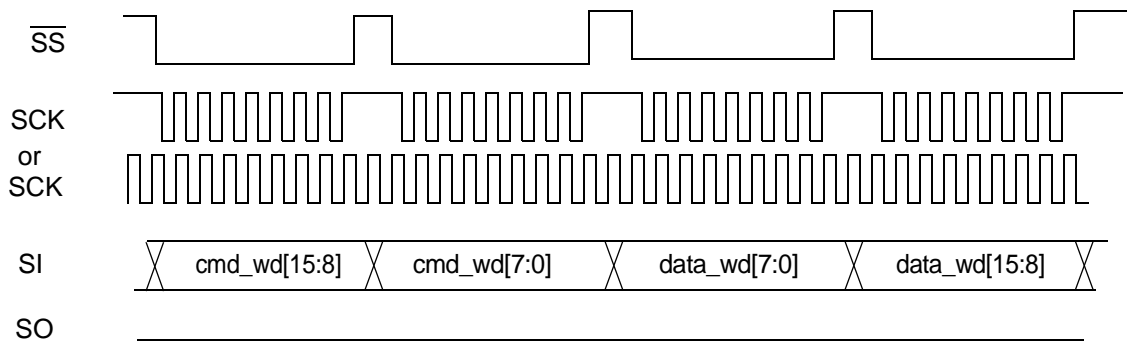 SS
SCK
or
SCK
SI cmd_wd[15:8] cmd_wd[7:0] data_wd[7:0] data_wd[15:8]
SO